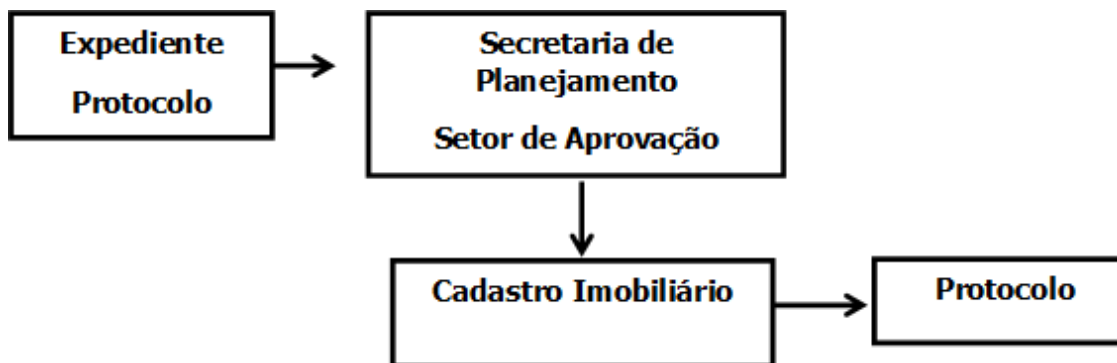 Expediente
Protocolo
Secretaria de
Planejamento
Setor de Aprovação
Cadastro Imobiliário
Protocolo